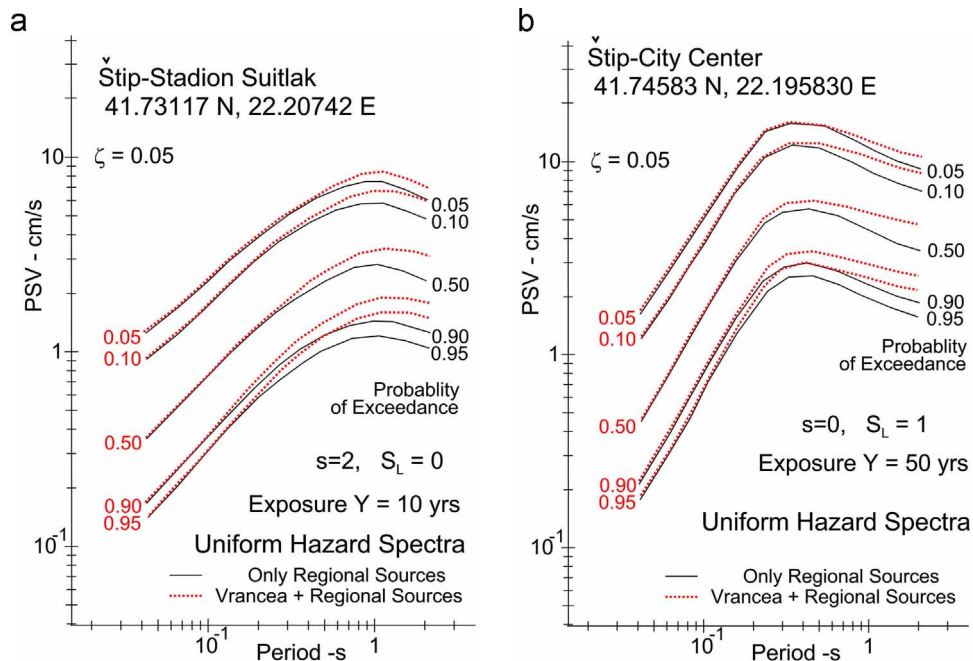 a
Štip-Stadion Suitlak
41.73117 N, 22.20742 E
ζ = 0.05
10
1
10⁻¹
PSV - cm/s
0.05
0.10
0.50
0.90
0.95
0.05
0.10
0.50
0.90
0.95
Probablity
of Exceedance
s=2, S_L = 0
Exposure Y = 10 yrs
Uniform Hazard Spectra
Only Regional Sources
Vrancea + Regional Sources
10⁻¹
1
Period -s
b
Štip-City Center
41.74583 N, 22.195830 E
ζ = 0.05
10
1
10⁻¹
PSV - cm/s
0.05
0.10
0.50
0.90
0.95
0.05
0.10
0.50
0.90
0.95
Probablity
of Exceedance
s=0, S_L = 1
Exposure Y = 50 yrs
Uniform Hazard Spectra
Only Regional Sources
Vrancea + Regional Sources
10⁻¹
1
Period -s